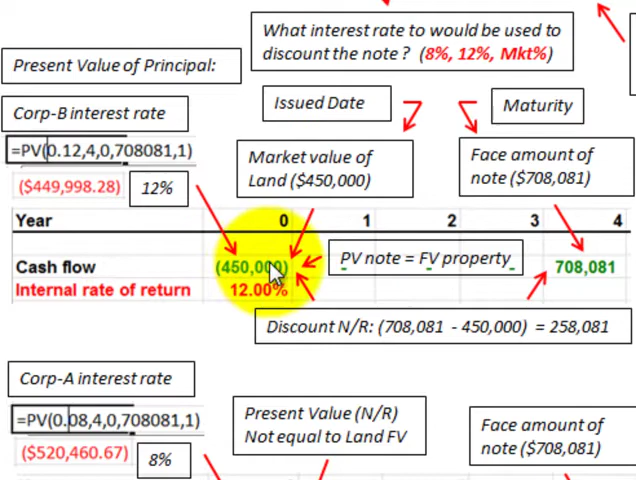 What interest rate to would be used to
discount the note ? (8%, 12%, Mkt%)
Present Value of Principal:
Issued Date
Maturity
Corp-B interest rate
=PV(0.12,4,0,708081,1)
($449,998.28)
12%
Market value of
Land ($450,000)
Face amount of
note ($708,081)
Year 0 1 2 3 4
PV note = FV property
Cash flow (450,000) - - - 708,081
Internal rate of return 12.00%
Discount N/R: (708,081 - 450,000) = 258,081
Corp-A interest rate
=PV(0.08,4,0,708081,1)
($520,460.67)
8%
Present Value (N/R)
Not equal to Land FV
Face amount of
note ($708,081)